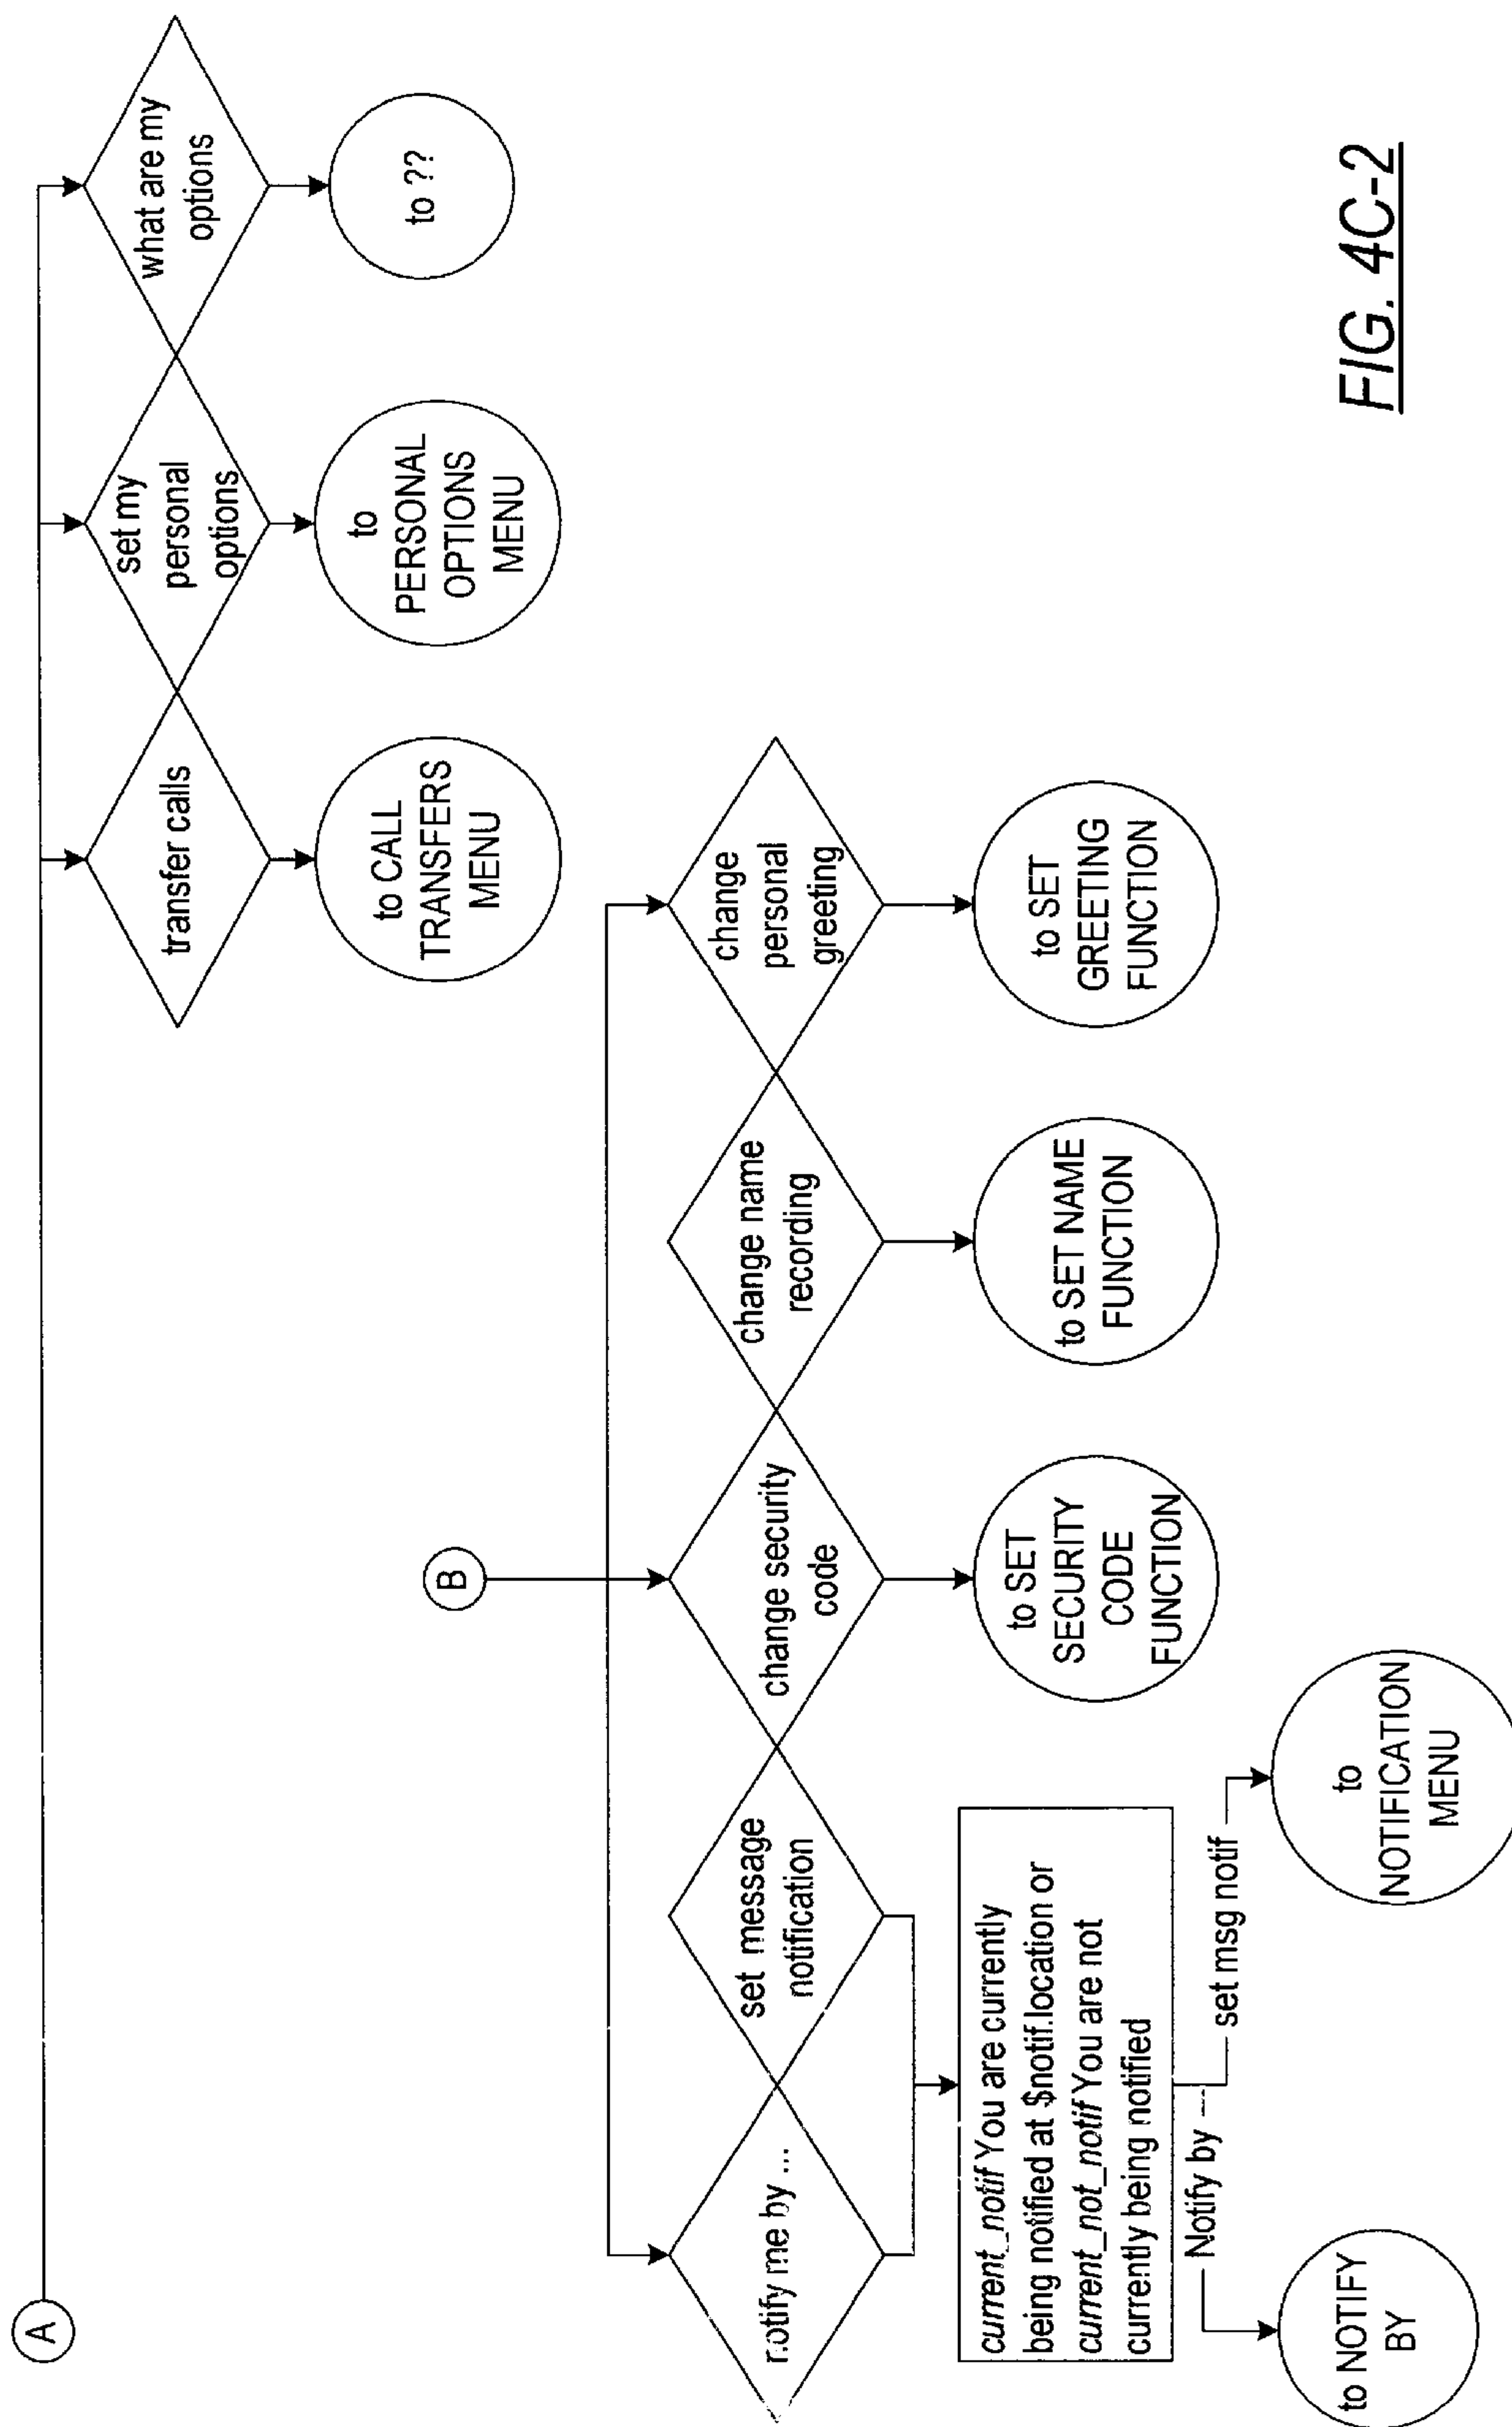 A
transfer calls
set my
personal
options
what are my
options
to CALL
TRANSFERS
MENU
to
PERSONAL
OPTIONS
MENU
to ??
B
notify me by ...
set message
notification
change security
code
change name
recording
change
personal
greeting
current_notif You are currently
being notified at $notif.location or
current_not_notif You are not
currently being notified
to SET
SECURITY
CODE
FUNCTION
to SET NAME
FUNCTION
to SET
GREETING
FUNCTION
Notify by
set msg notif
to NOTIFY
BY
to
NOTIFICATION
MENU
FIG. 4C-2